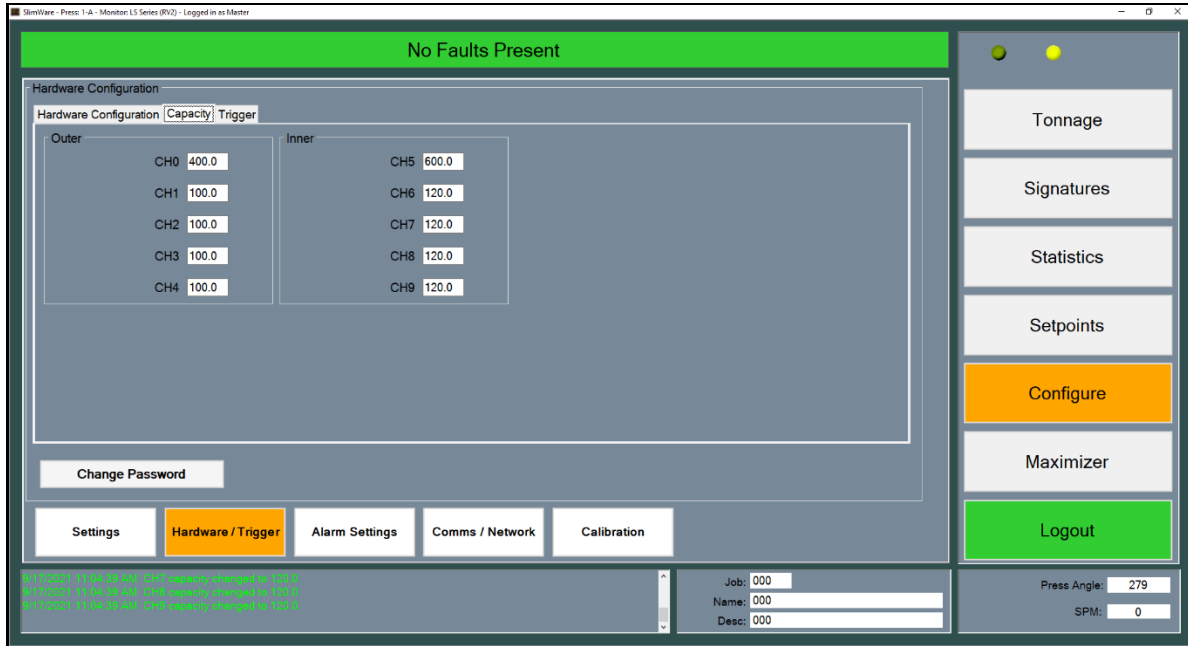 SlimWare - Press: 1-A - Monitor: LS Series (RV2) - Logged in as Master
No Faults Present
Hardware Configuration
Hardware Configuration Capacity Trigger
Outer Inner
CH0 400.0 CH5 600.0
CH1 100.0 CH6 120.0
CH2 100.0 CH7 120.0
CH3 100.0 CH8 120.0
CH4 100.0 CH9 120.0
Change Password
Settings Hardware / Trigger Alarm Settings Comms / Network Calibration
Tonnage
Signatures
Statistics
Setpoints
Configure
Maximizer
Logout
9/17/2021 11:04:39 AM CH7 capacity changed to 120.0
9/17/2021 11:04:39 AM CH8 capacity changed to 120.0
9/17/2021 11:04:39 AM CH9 capacity changed to 120.0
Job: 000
Name: 000
Desc: 000
Press Angle: 279
SPM: 0